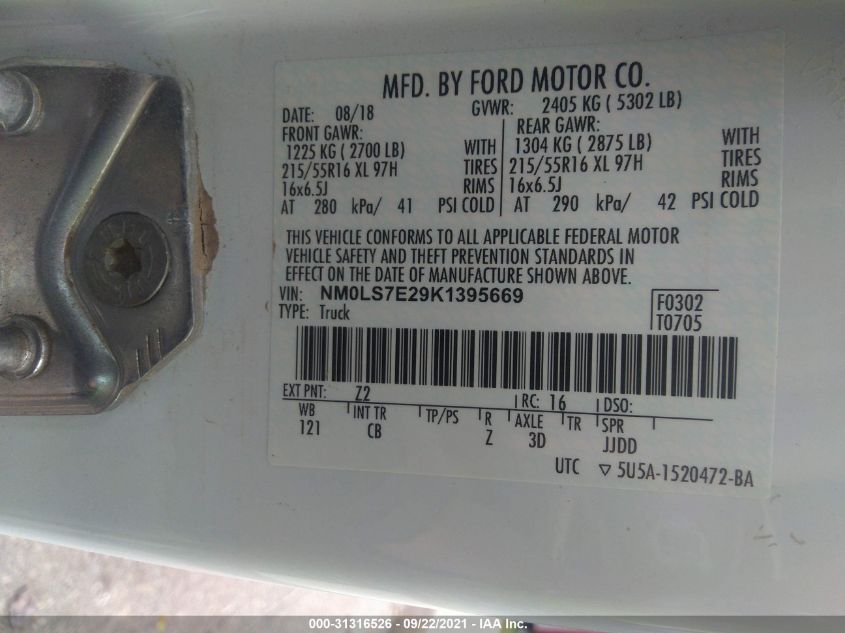 MFD. BY FORD MOTOR CO.
DATE: 08/18 GVWR: 2405 KG ( 5302 LB)
FRONT GAWR: REAR GAWR:
1225 KG ( 2700 LB) WITH 1304 KG ( 2875 LB) WITH
215/55R16 XL 97H TIRES 215/55R16 XL 97H TIRES
16x6.5J RIMS 16x6.5J RIMS
AT 280 kPa/ 41 PSI COLD AT 290 kPa/ 42 PSI COLD
THIS VEHICLE CONFORMS TO ALL APPLICABLE FEDERAL MOTOR
VEHICLE SAFETY AND THEFT PREVENTION STANDARDS IN
EFFECT ON THE DATE OF MANUFACTURE SHOWN ABOVE.
VIN: NM0LS7E29K1395669 F0302
TYPE: Truck T0705
EXT PNT: Z2 RC: 16 DSO:
WB INT TR TP/PS R AXLE TR SPR
121 CB Z 3D JJDD
UTC ▽ 5U5A-1520472-BA
000-31316526 - 09/22/2021 - IAA Inc.